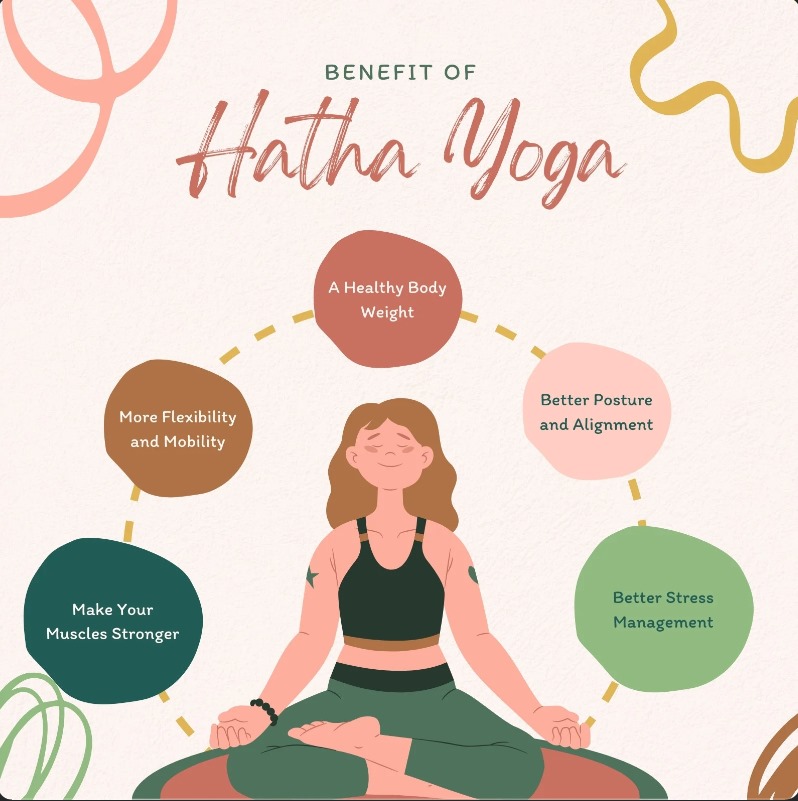 BENEFIT OF
Hatha Yoga
A Healthy Body
Weight
More Flexibility
and Mobility
Better Posture
and Alignment
Make Your
Muscles Stronger
Better Stress
Management